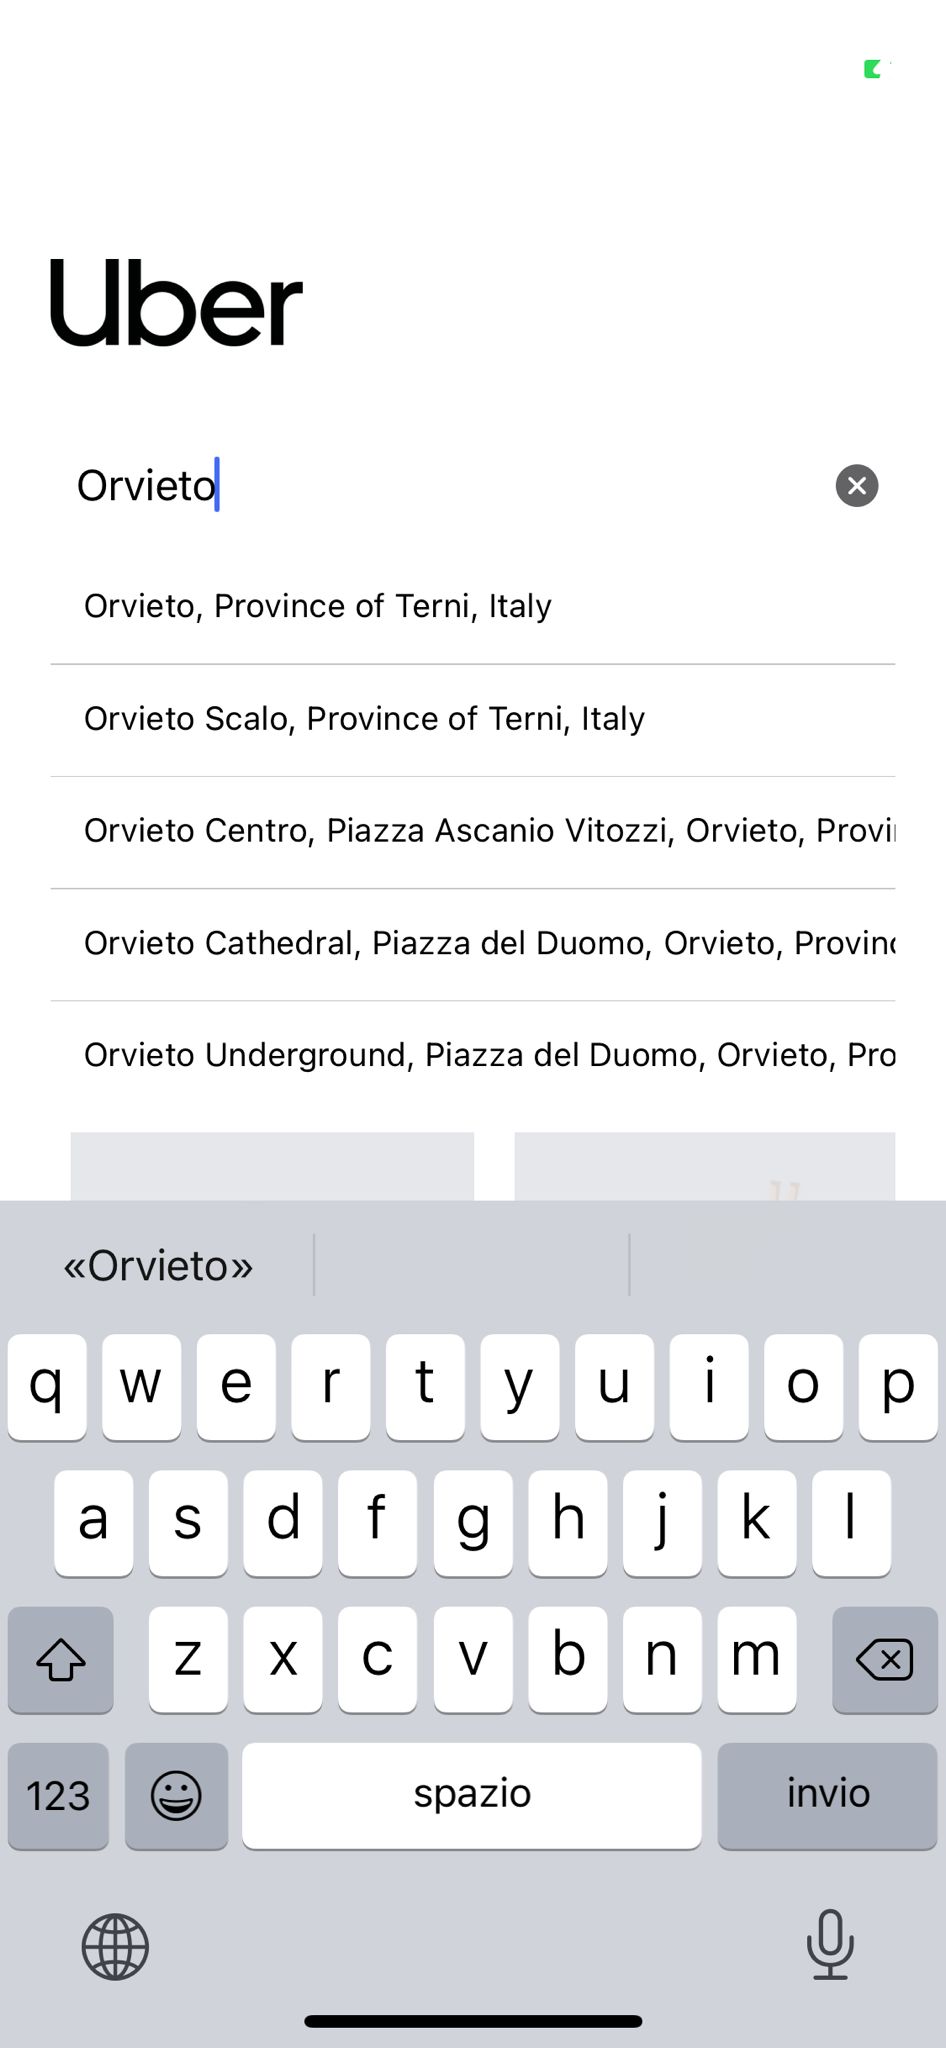 Uber
Orvieto
Orvieto, Province of Terni, Italy
Orvieto Scalo, Province of Terni, Italy
Orvieto Centro, Piazza Ascanio Vitozzi, Orvieto, Provi
Orvieto Cathedral, Piazza del Duomo, Orvieto, Provinc
Orvieto Underground, Piazza del Duomo, Orvieto, Pro
«Orvieto»
q w e r t y u i o p
a s d f g h j k l
z x c v b n m
123 spazio invio